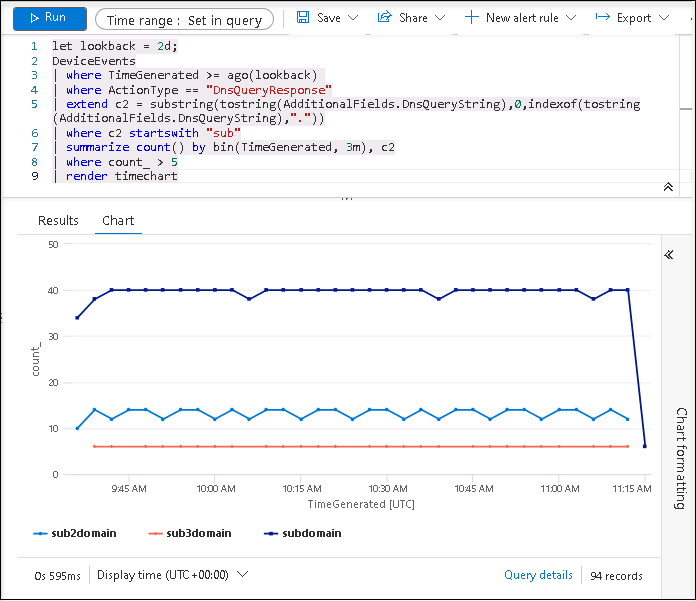 Run
Time range : Set in query
Save
Share
New alert rule
Export
1 let lookback = 2d;
2 DeviceEvents
3 | where TimeGenerated >= ago(lookback)
4 | where ActionType == "DnsQueryResponse"
5 | extend c2 = substring(tostring(AdditionalFields.DnsQueryString),0,indexof(tostring
(AdditionalFields.DnsQueryString),"."))
6 | where c2 startswith "sub"
7 | summarize count() by bin(TimeGenerated, 3m), c2
8 | where count_ > 5
9 | render timechart
Results
Chart
50
40
30
20
10
0
count_
9:45 AM
10:00 AM
10:15 AM
10:30 AM
10:45 AM
11:00 AM
11:15 AM
TimeGenerated [UTC]
sub2domain
sub3domain
subdomain
Chart formatting
0s 595ms
Display time (UTC+00:00)
Query details
94 records